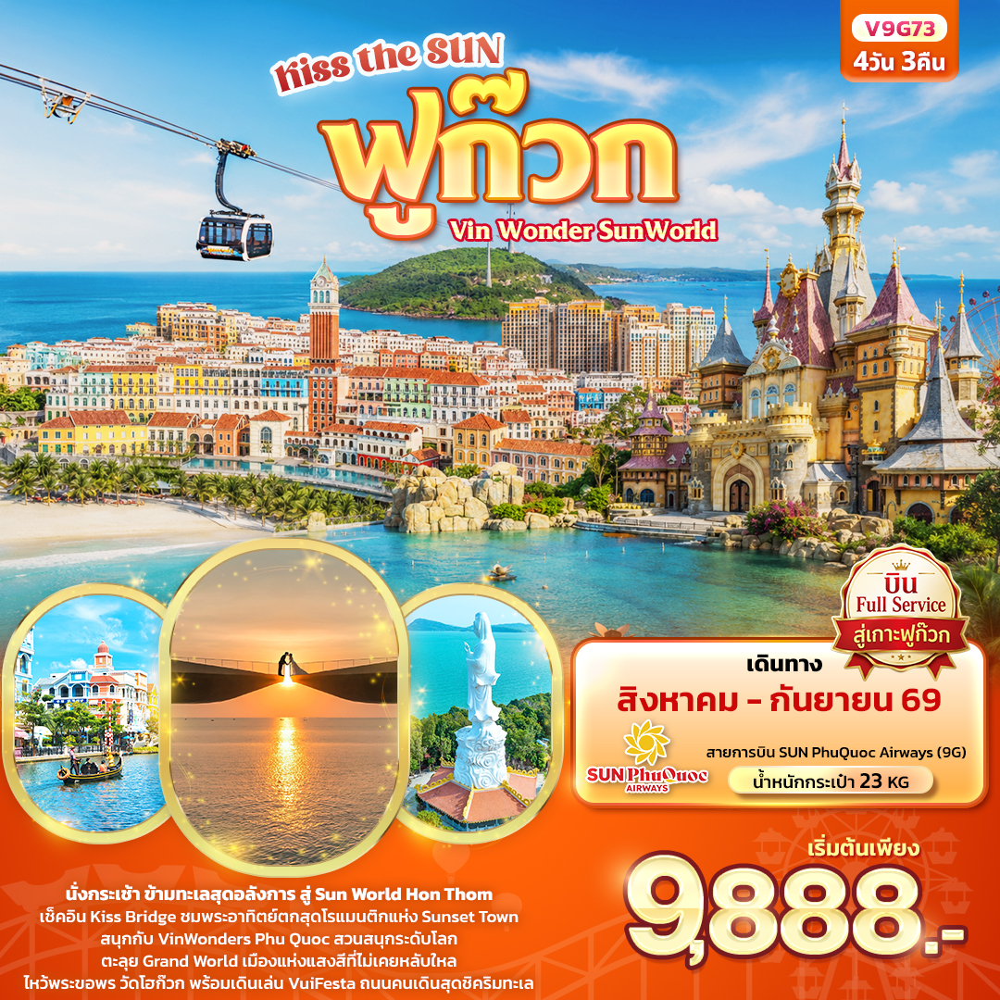 V9G73
4วัน 3คืน
Kiss the SUN
ฟูก๊วก
Vin Wonder SunWorld
บิน
Full Service
สู่เกาะฟูก๊วก
เดินทาง
สิงหาคม - กันยายน 69
SUN PhuQuoc
AIRWAYS
สายการบิน SUN PhuQuoc Airways (9G)
น้ำหนักกระเป๋า 23 KG
เริ่มต้นเพียง
9,888.-
นั่งกระเช้า ข้ามทะเลสุดอลังการ สู่ Sun World Hon Thom
เช็คอิน Kiss Bridge ชมพระอาทิตย์ตกสุดโรแมนติกแห่ง Sunset Town
สนุกกับ VinWonders Phu Quoc สวนสนุกระดับโลก
ตะลุย Grand World เมืองแห่งแสงสีที่ไม่เคยหลับใหล
ไหว้พระขอพร วัดโฮก๊วก พร้อมเดินเล่น VuiFesta ถนนคนเดินสุดชิคริมทะเล